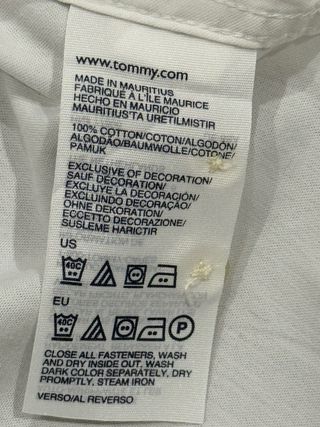 www.tommy.com
MADE IN MAURITIUS
FABRIQUÉ À L'ÎLE MAURICE
HECHO EN MAURICIO
MAURITIUS'TA URETILMISTIR
100% COTTON/COTON/ALGODÓN/
ALGODÃO/BAUMWOLLE/COTONE/
PAMUK
EXCLUSIVE OF DECORATION/
SAUF DECORATION/
EXCLUYE LA DECORACIÓN/
EXCLUINDO DECORAÇÃO/
OHNE DEKORATION/
ECCETTO DECORAZIONE/
SUSLEME HARICTIR
US
40C
EU
40C P
CLOSE ALL FASTENERS, WASH
AND DRY INSIDE OUT. WASH
DARK COLOR SEPARATELY, DRY
PROMPTLY, STEAM IRON
VERSO/AL REVERSO